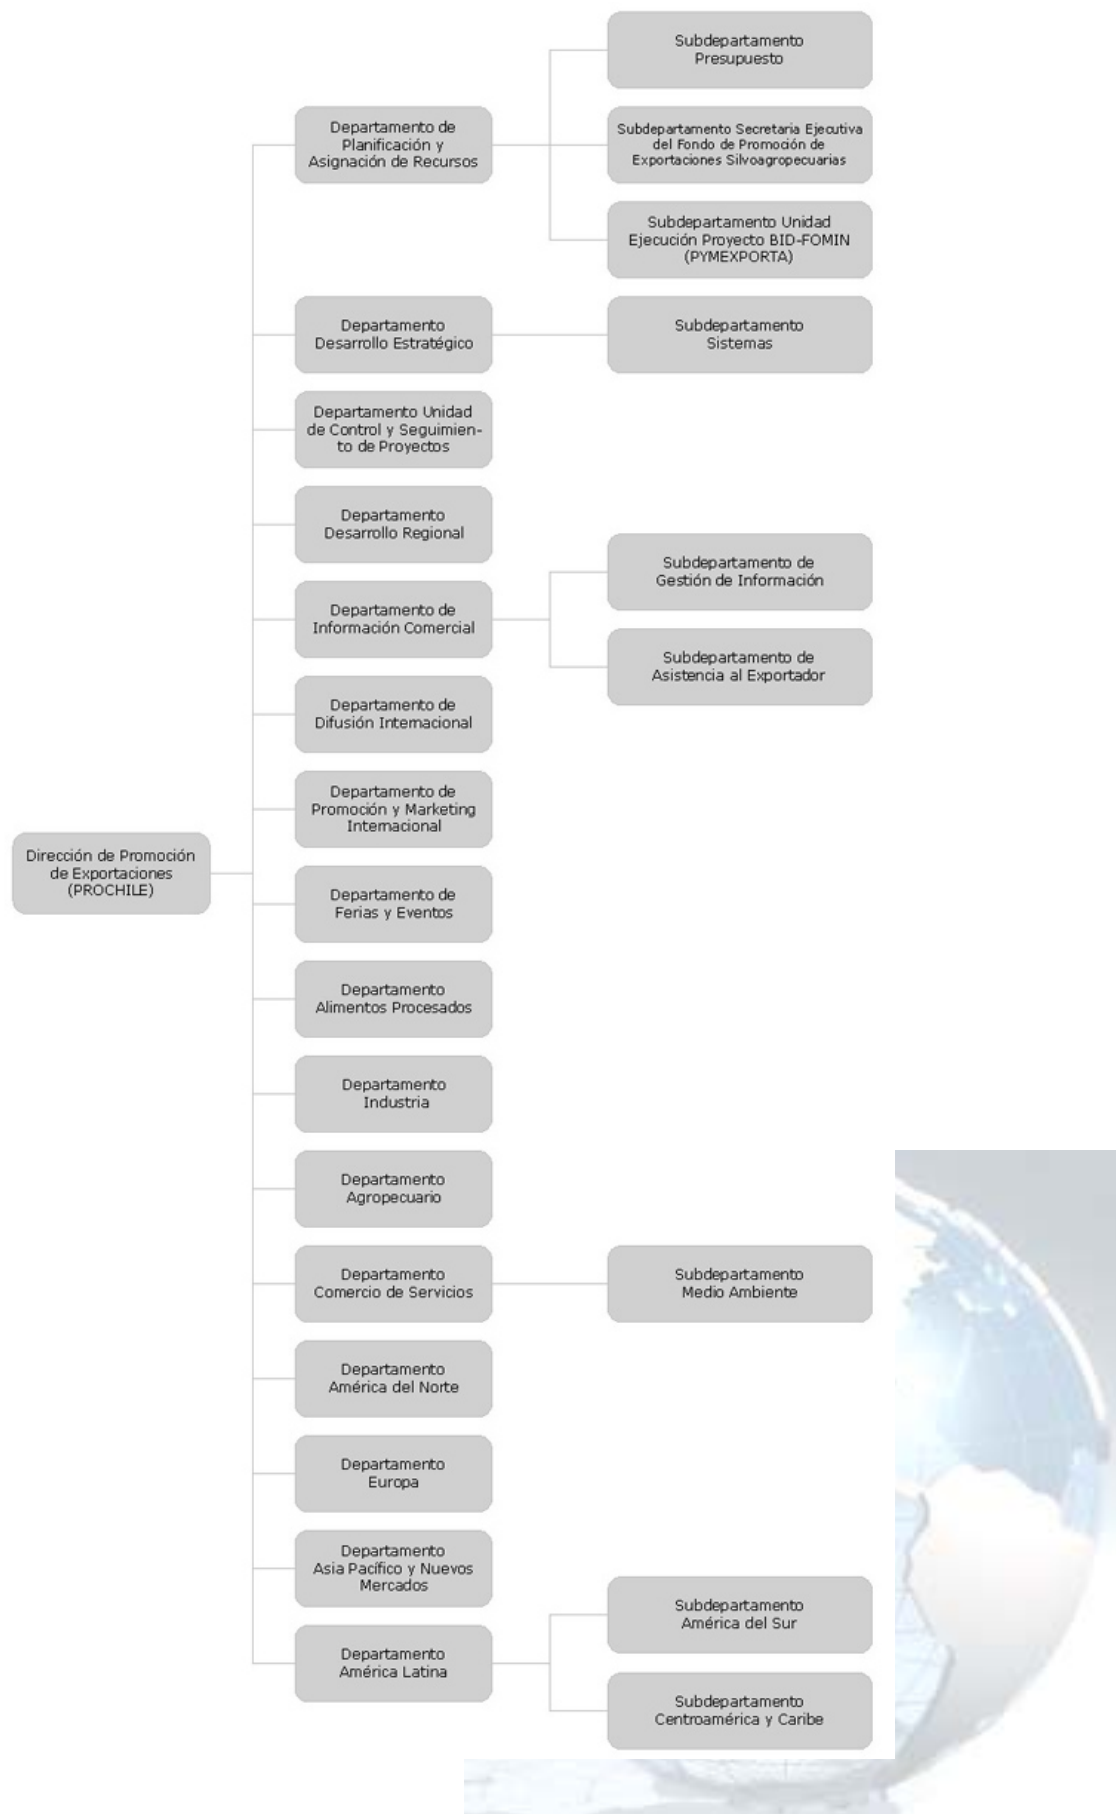 Subdepartamento
Presupuesto
Departamento de
Planificación y
Asignación de Recursos
Subdepartamento Secretaria Ejecutiva
del Fondo de Promoción de
Exportaciones Silvoagropecuarias
Subdepartamento Unidad
Ejecución Proyecto BID-FOMIN
(PYMEXPORTA)
Departamento
Desarrollo Estratégico
Subdepartamento
Sistemas
Departamento Unidad
de Control y Seguimien-
to de Proyectos
Departamento
Desarrollo Regional
Departamento de
Información Comercial
Subdepartamento de
Gestión de Información
Subdepartamento de
Asistencia al Exportador
Departamento de
Difusión Internacional
Departamento de
Promoción y Marketing
Internacional
Dirección de Promoción
de Exportaciones
(PROCHILE)
Departamento de
Ferias y Eventos
Departamento
Alimentos Procesados
Departamento
Industria
Departamento
Agropecuario
Departamento
Comercio de Servicios
Subdepartamento
Medio Ambiente
Departamento
América del Norte
Departamento
Europa
Departamento
Asia Pacífico y Nuevos
Mercados
Departamento
América Latina
Subdepartamento
América del Sur
Subdepartamento
Centroamérica y Caribe